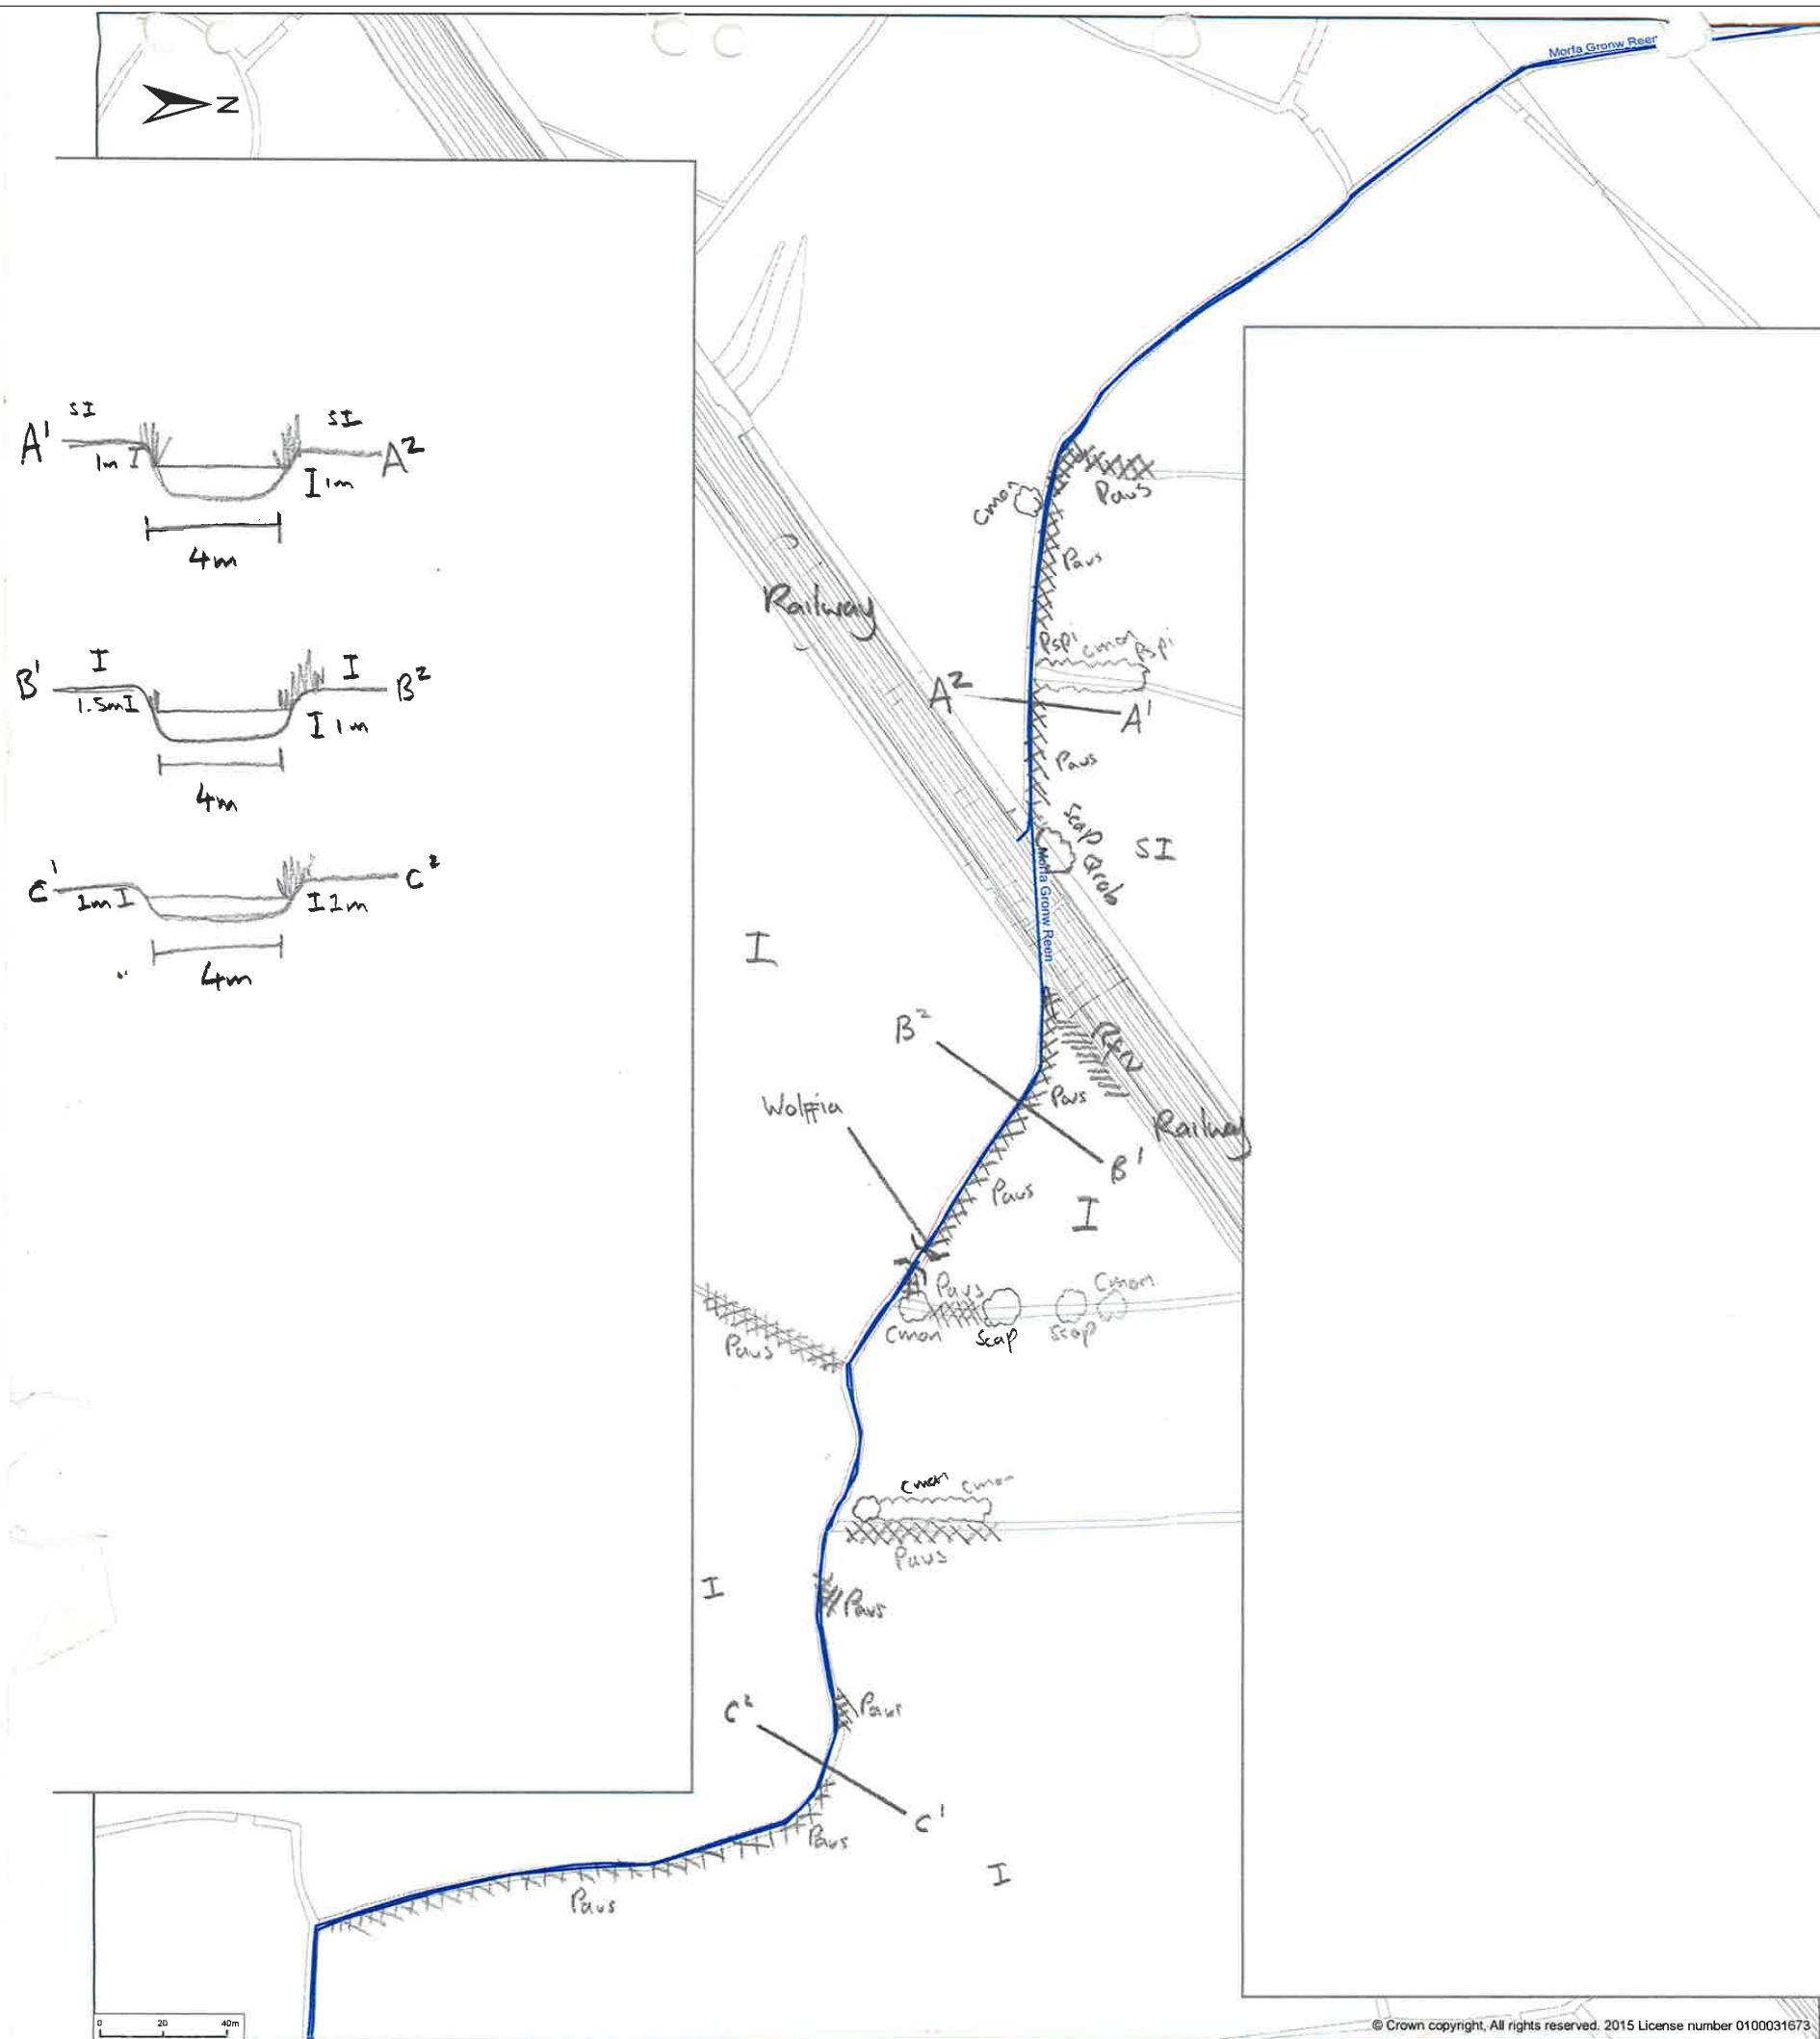 Morfa Gronw Reen
N
SI
SI
A¹
1m I
I 1m
A²
4m
Paus
Cmon
Paus
Railway
Pspi cmon pspi
I
I
B¹
1.5m I
I 1m
B²
A²
A¹
4m
Paus
Scap
Qrob
SI
C¹
1m I
I 1m
C²
4m
Morfa Gronw Reen
I
B²
Paus
Wolffia
Railway
B¹
Paus
I
Paus
Cmon
Cmon
Scap
Scap
Paus
cmon cmon
Paus
I
Paus
C²
Paus
C¹
Paus
I
Paus
0 20 40m
© Crown copyright, All rights reserved. 2015 License number 0100031673